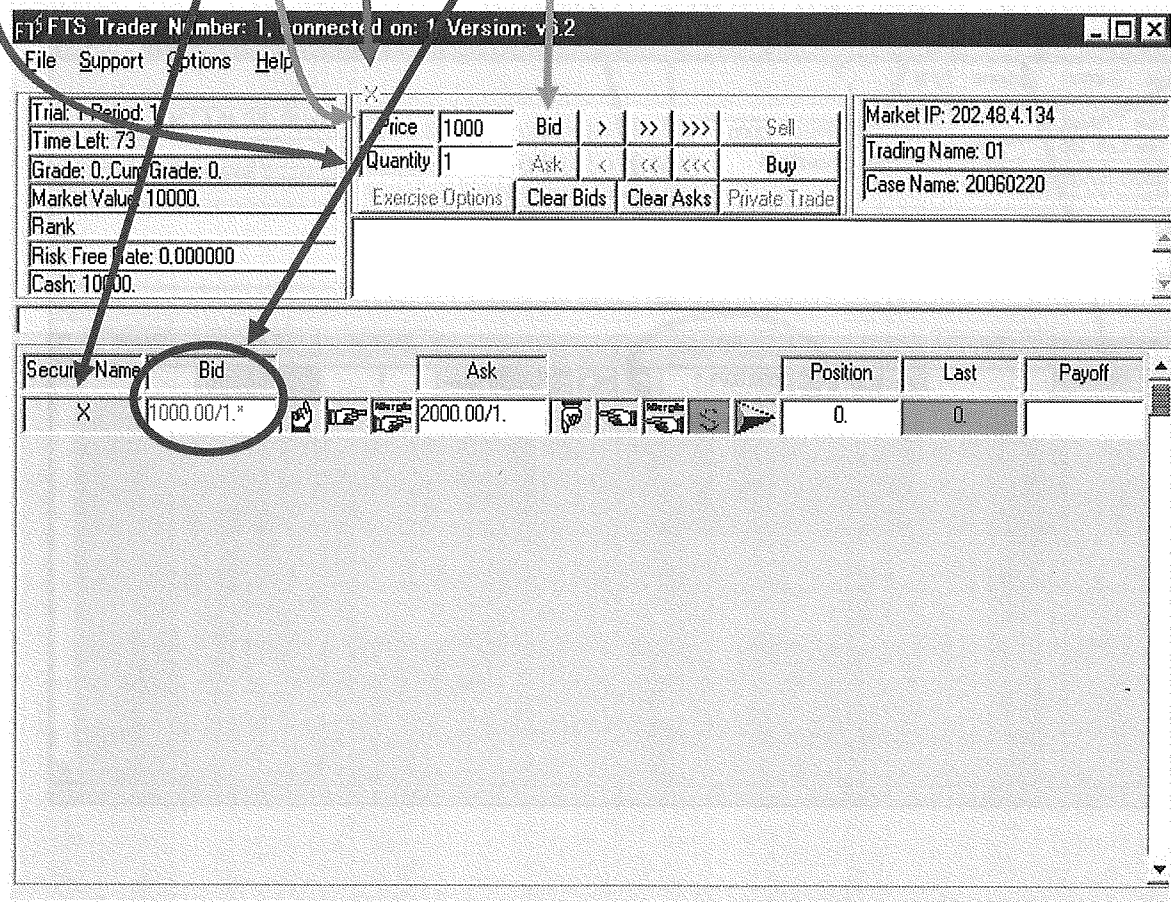 FTS Trader Number: 1, connected on: 1 Version: v6.2
File Support Options Help
Trial: 1 Period: 1
Time Left: 73
Grade: 0.,Cum Grade: 0.
Market Value: 10000.
Rank
Risk Free Rate: 0.000000
Cash: 10000.
X
Price 1000 Bid > >> >>> Sell
Quantity 1 Ask < << <<< Buy
Exercise Options Clear Bids Clear Asks Private Trade
Market IP: 202.48.4.134
Trading Name: 01
Case Name: 20060220
Security Name Bid Ask Position Last Payoff
X 1000.00/1.* Margin 2000.00/1. Margin S 0. 0.